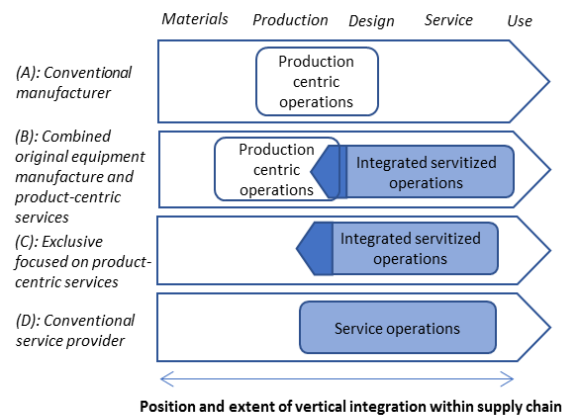 Materials Production Design Service Use
(A): Conventional
manufacturer
Production
centric
operations
(B): Combined
original equipment
manufacture and
product-centric
services
Production
centric
operations
Integrated servitized
operations
(C): Exclusive
focused on product-
centric services
Integrated servitized
operations
(D): Conventional
service provider
Service operations
Position and extent of vertical integration within supply chain